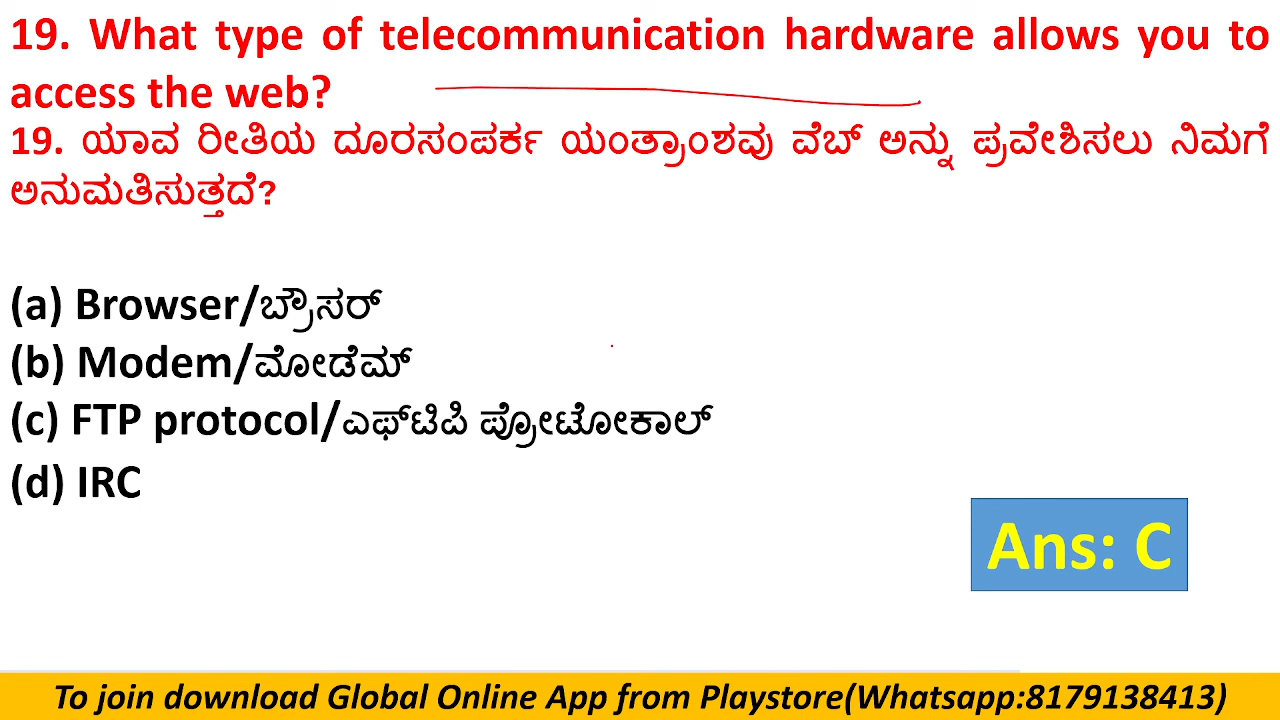 19. What type of telecommunication hardware allows you to
access the web?
19. ಯಾವ ರೀತಿಯ ದೂರಸಂಪರ್ಕ ಯಂತ್ರಾಂಶವು ವೆಬ್ ಅನ್ನು ಪ್ರವೇಶಿಸಲು ನಿಮಗೆ
ಅನುಮತಿಸುತ್ತದೆ?
(a) Browser/ಬ್ರೌಸರ್
(b) Modem/ಮೋಡೆಮ್
(c) FTP protocol/ಎಫ್‌ಟಿಪಿ ಪ್ರೋಟೋಕಾಲ್
(d) IRC
Ans: C
To join download Global Online App from Playstore(Whatsapp:8179138413)